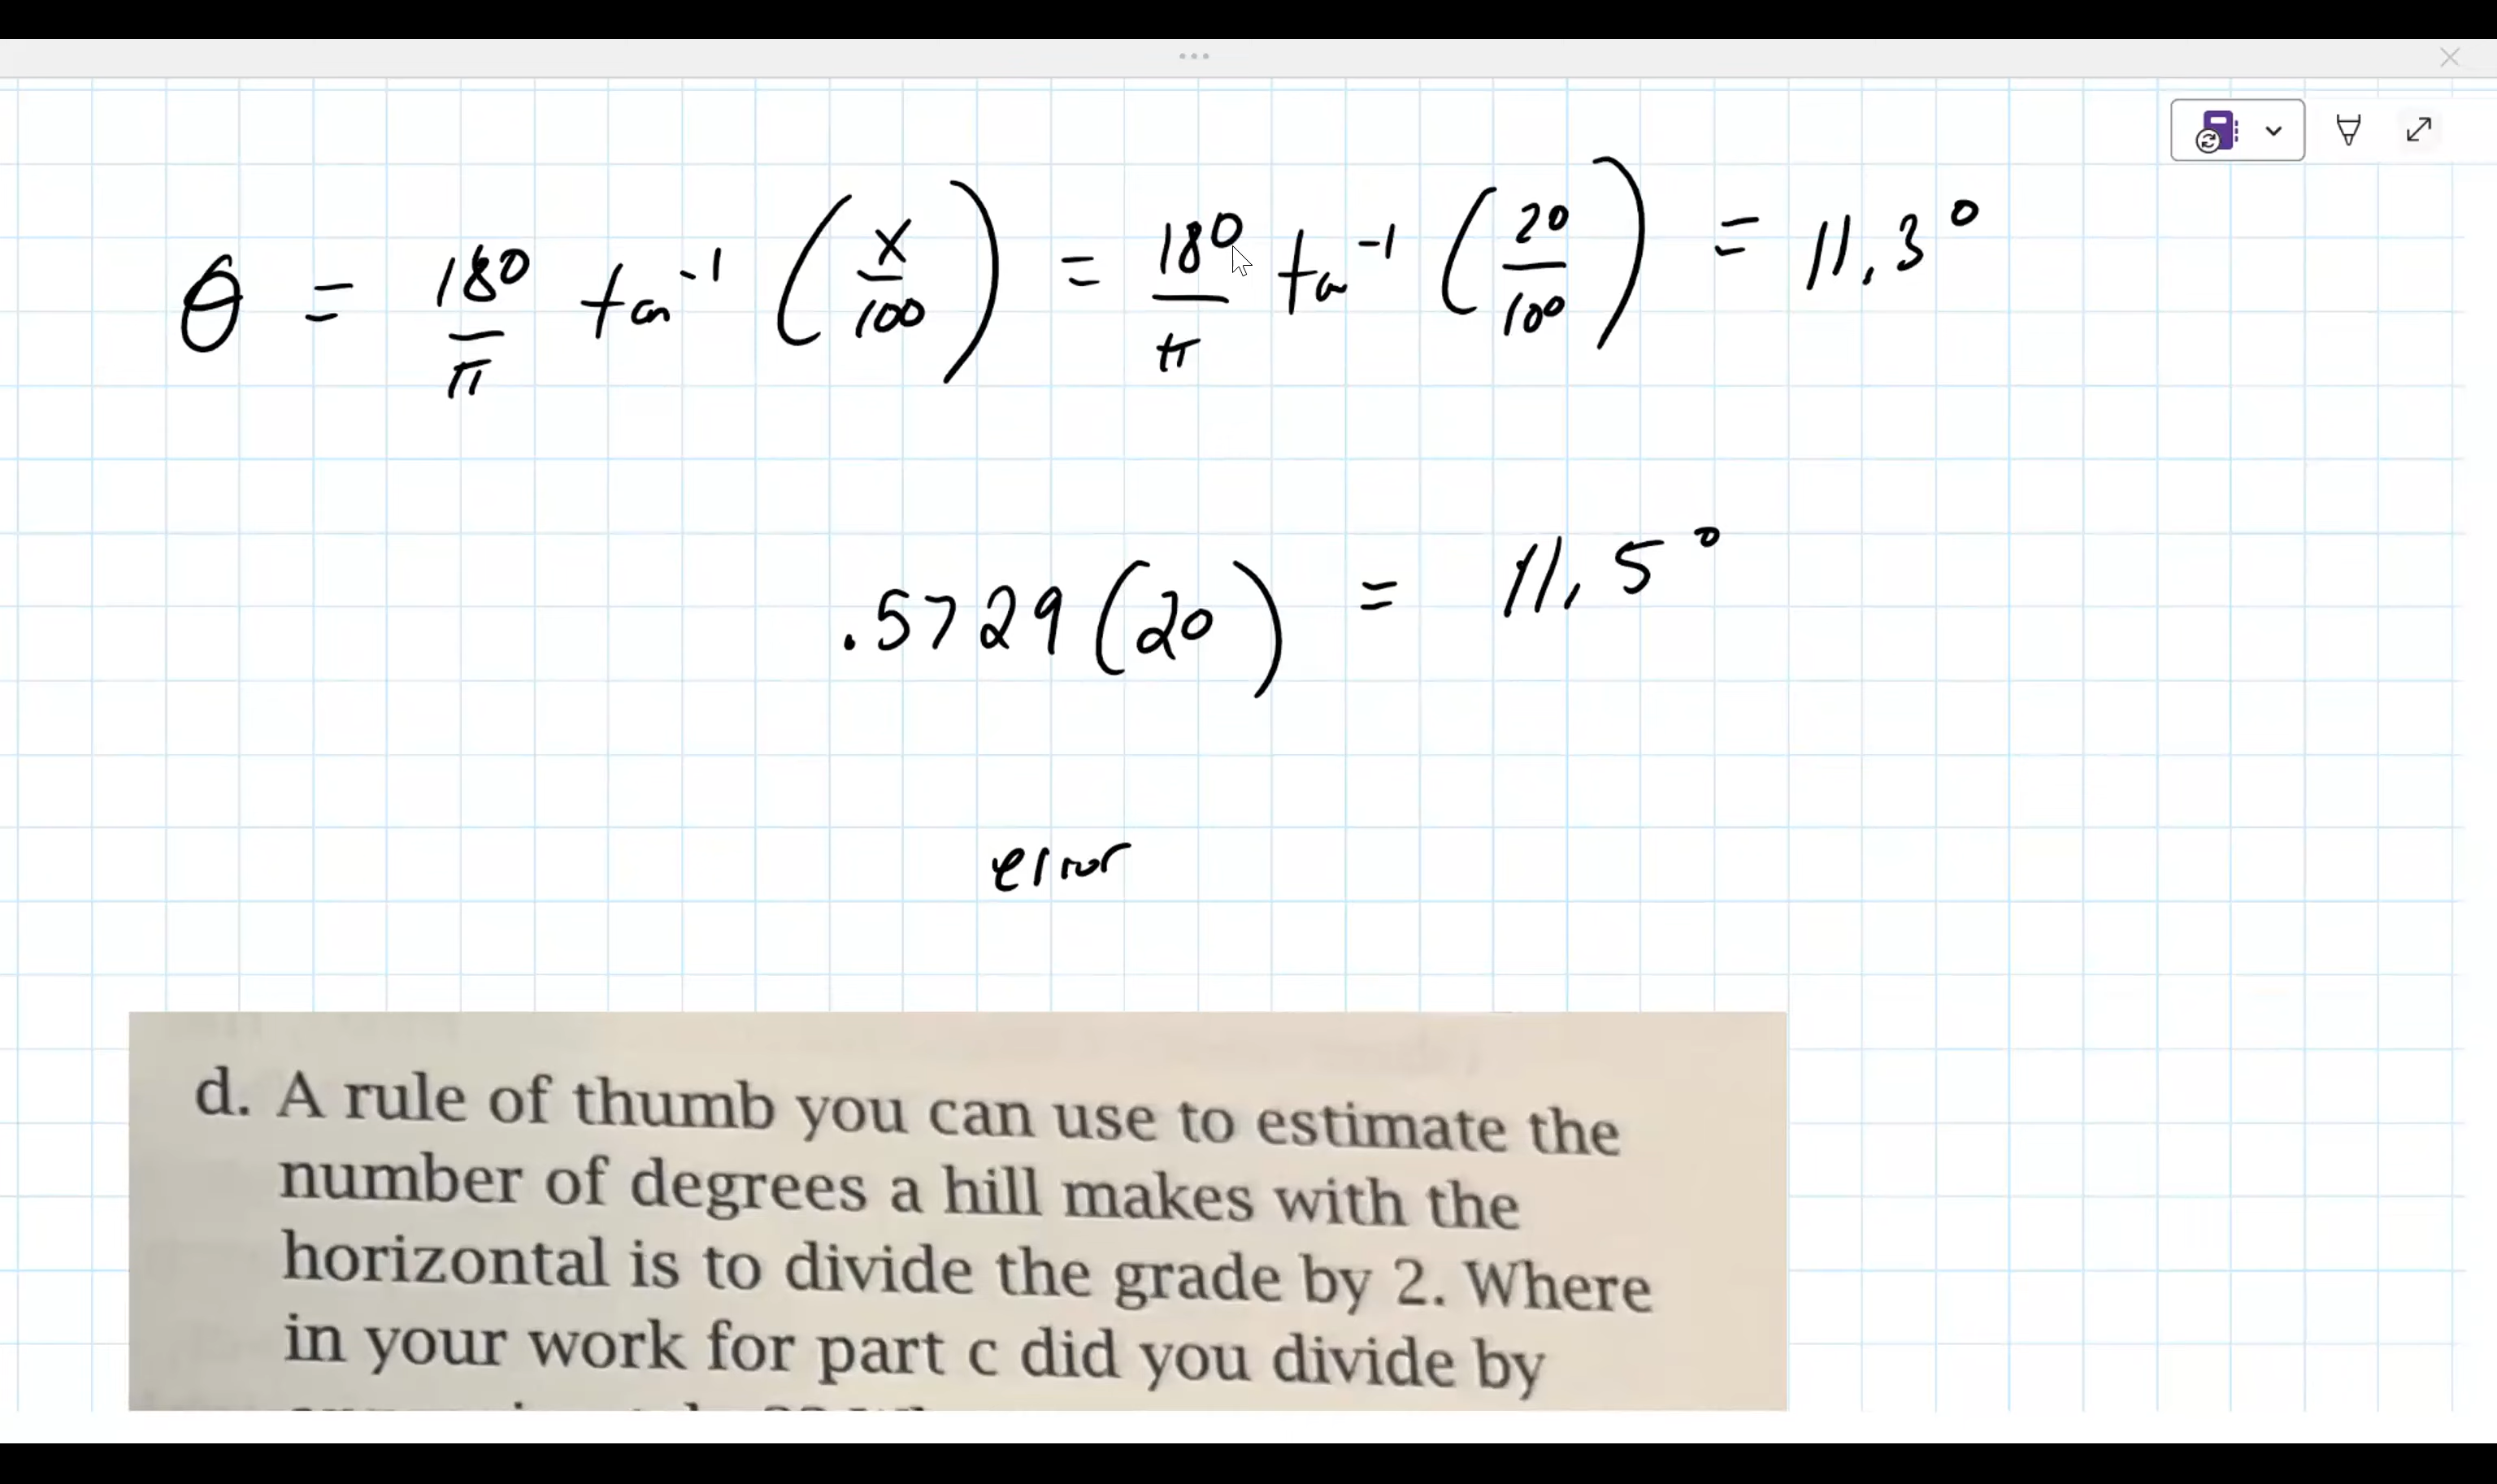 θ = 180/π tan⁻¹ (x/100) = 180/π tan⁻¹ (20/100) = 11.3°
.5729(20) = 11.5°
error
d. A rule of thumb you can use to estimate the
number of degrees a hill makes with the
horizontal is to divide the grade by 2. Where
in your work for part c did you divide by